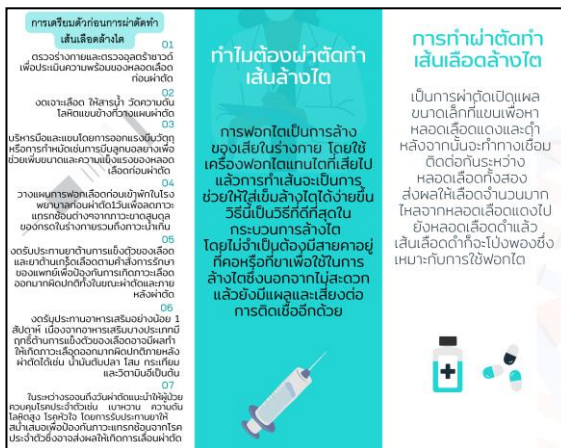 การเตรียมตัวก่อนการผ่าตัดทำ
เส้นเลือดล้างไต
01
ตรวจร่างกายและตรวจอุลตร้าซาวด์
เพื่อประเมินความพร้อมของหลอดเลือด
ก่อนผ่าตัด
02
งดเจาะเลือด ให้สารน้ำ วัดความดัน
โลหิตแขนข้างที่วางแผนผ่าตัด
03
บริหารมือและแขนโดยการออกแรงบีบวัตถุ
หรือการกำหมัดเช่นการบีบลูกบอลยางเพื่อ
ช่วยเพิ่มขนาดและความแข็งแรงของหลอด
เลือดก่อนผ่าตัด
04
วางแผนการฟอกเลือดก่อนเข้าพักในโรง
พยาบาลก่อนผ่าตัด1วันเพื่อลดภาวะ
แทรกซ้อนต่างๆจากภาวะขาดสมดุล
ของกรดในร่างกายรวมถึงภาวะน้ำเกิน
05
งดรับประทานยาต้านการแข็งตัวของเลือด
และยาต้านเกร็ดเลือดตามคำสั่งการรักษา
ของแพทย์เพื่อป้องกันการเกิดภาวะเลือด
ออกมากผิดปกติทั้งในขณะผ่าตัดและภาย
หลังผ่าตัด
06
งดรับประทานอาหารเสริมอย่างน้อย 1
สัปดาห์ เนื่องจากอาหารเสริมบางประเภทมี
ฤทธิ์ต้านการแข็งตัวของเลือดอาจมีผลทำ
ให้เกิดภาวะเลือดออกมากผิดปกติภายหลัง
ผ่าตัดได้เช่น น้ำมันตับปลา โสม กระเทียม
และวิตามินอีเป็นต้น
07
ในระหว่างรอจนถึงวันผ่าตัดแนะนำให้ผู้ป่วย
ควบคุมโรคประจำตัวเช่น เบาหวาน ความดัน
โลหิตสูง โรคหัวใจ โดยการรับประทานยาให้
สม่ำเสมอเพื่อป้องกันภาวะแทรกซ้อนจากโรค
ประจำตัวซึ่งอาจส่งผลให้เกิดการเลื่อนผ่าตัด
ทำไมต้องผ่าตัดทำ
เส้นล้างไต
การฟอกไตเป็นการล้าง
ของเสียในร่างกาย โดยใช้
เครื่องฟอกไตแทนไตที่เสียไป
แล้วการทำเส้นจะเป็นการ
ช่วยให้ใส่เข็มล้างไตได้ง่ายขึ้น
วิธีนี้เป็นวิธีที่ดีที่สุดใน
กระบวนการล้างไต
โดยไม่จำเป็นต้องมีสายคาอยู่
ที่คอหรือที่ขาเพื่อใช้ในการ
ล้างไตซึ่งนอกจากไม่สะดวก
แล้วยังมีแผลและเสี่ยงต่อ
การติดเชื้ออีกด้วย
การทำผ่าตัดทำ
เส้นเลือดล้างไต
เป็นการผ่าตัดเปิดแผล
ขนาดเล็กที่แขนเพื่อหา
หลอดเลือดแดงและดำ
หลังจากนั้นจะทำทางเชื่อม
ติดต่อกันระหว่าง
หลอดเลือดทั้งสอง
ส่งผลให้เลือดจำนวนมาก
ไหลจากหลอดเลือดแดงไป
ยังหลอดเลือดดำแล้ว
เส้นเลือดดำก็จะโป่งพองซึ่ง
เหมาะกับการใช้ฟอกไต